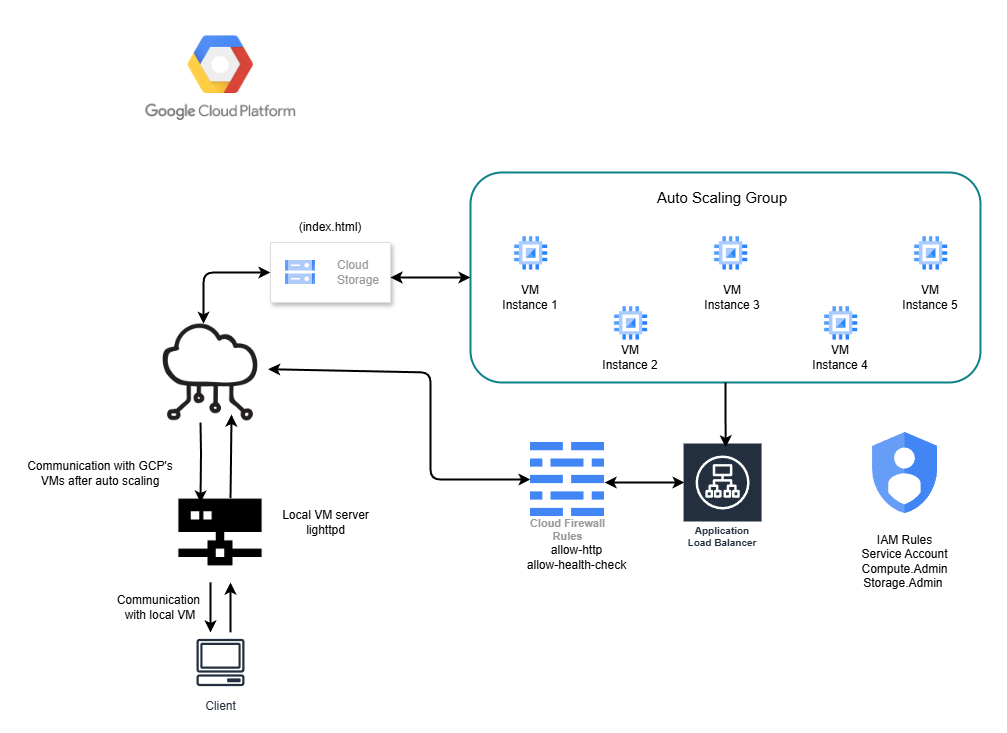 Google Cloud Platform
Auto Scaling Group
(index.html)
Cloud
Storage
VM
Instance 1
VM
Instance 2
VM
Instance 3
VM
Instance 4
VM
Instance 5
Communication with GCP's
VMs after auto scaling
Local VM server
lighttpd
Cloud Firewall
Rules
allow-http
allow-health-check
Application
Load Balancer
IAM Rules
Service Account
Compute.Admin
Storage.Admin
Communication
with local VM
Client